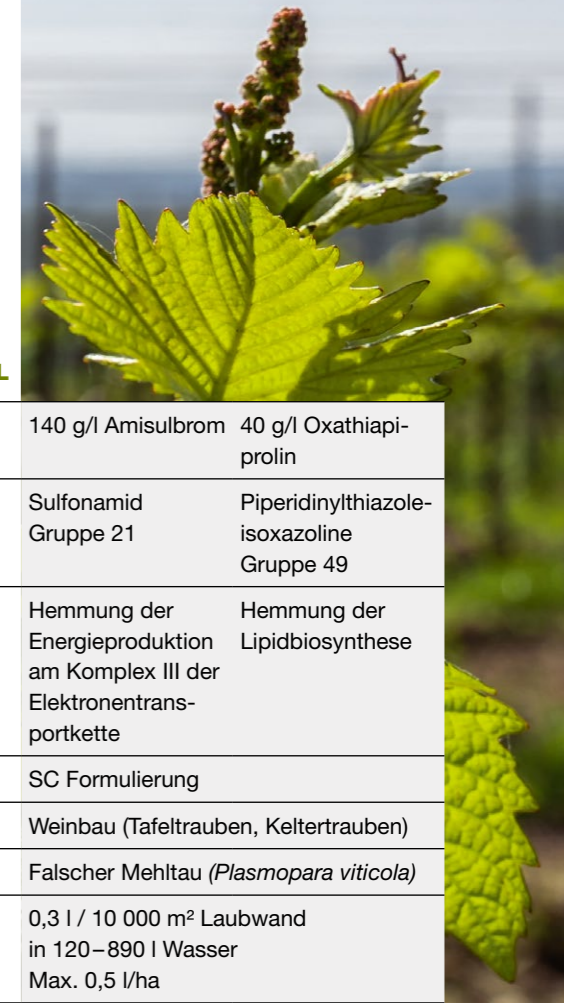 L
140 g/l Amisulbrom 40 g/l Oxathiapi-
prolin
Sulfonamid Piperidinylthiazole-
Gruppe 21 isoxazoline
Gruppe 49
Hemmung der Hemmung der
Energieproduktion Lipidbiosynthese
am Komplex III der
Elektronentrans-
portkette
SC Formulierung
Weinbau (Tafeltrauben, Keltertrauben)
Falscher Mehltau (Plasmopara viticola)
0,3 l / 10 000 m² Laubwand
in 120–890 l Wasser
Max. 0,5 l/ha